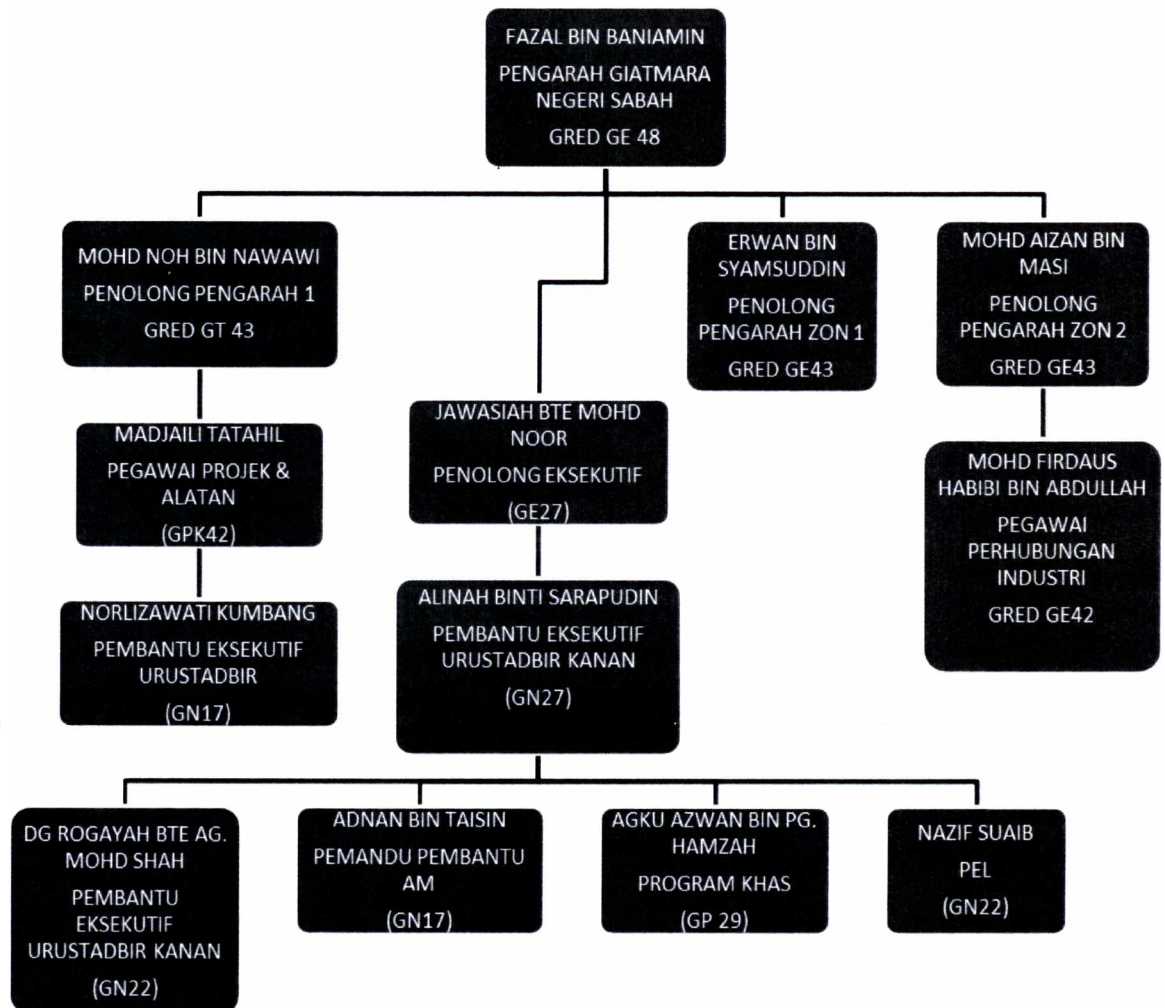 FAZAL BIN BANIAMIN
PENGARAH GIATMARA
NEGERI SABAH
GRED GE 48
MOHD NOH BIN NAWAWI
PENOLONG PENGARAH 1
GRED GT 43
ERWAN BIN
SYAMSUDDIN
PENOLONG
PENGARAH ZON 1
GRED GE43
MOHD AIZAN BIN
MASI
PENOLONG
PENGARAH ZON 2
GRED GE43
MADJAILI TATAHIL
PEGAWAI PROJEK &
ALATAN
(GPK42)
JAWASIAH BTE MOHD
NOOR
PENOLONG EKSEKUTIF
(GE27)
MOHD FIRDAUS
HABIBI BIN ABDULLAH
PEGAWAI
PERHUBUNGAN
INDUSTRI
GRED GE42
NORLIZAWATI KUMBANG
PEMBANTU EKSEKUTIF
URUSTADBIR
(GN17)
ALINAH BINTI SARAPUDIN
PEMBANTU EKSEKUTIF
URUSTADBIR KANAN
(GN27)
DG ROGAYAH BTE AG.
MOHD SHAH
PEMBANTU
EKSEKUTIF
URUSTADBIR KANAN
(GN22)
ADNAN BIN TAISIN
PEMANDU PEMBANTU
AM
(GN17)
AGKU AZWAN BIN PG.
HAMZAH
PROGRAM KHAS
(GP 29)
NAZIF SUAIB
PEL
(GN22)